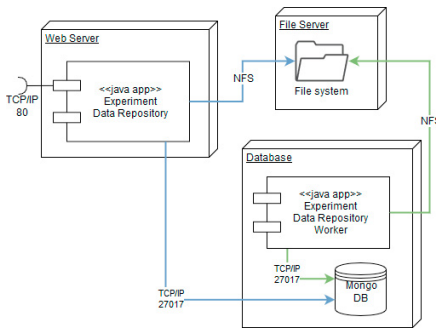 Web Server
<<java app>>
Experiment
Data Repository
TCP/IP
80
NFS
File Server
File system
NFS
Database
<<java app>>
Experiment
Data Repository
Worker
TCP/IP
27017
TCP/IP
27017
Mongo
DB